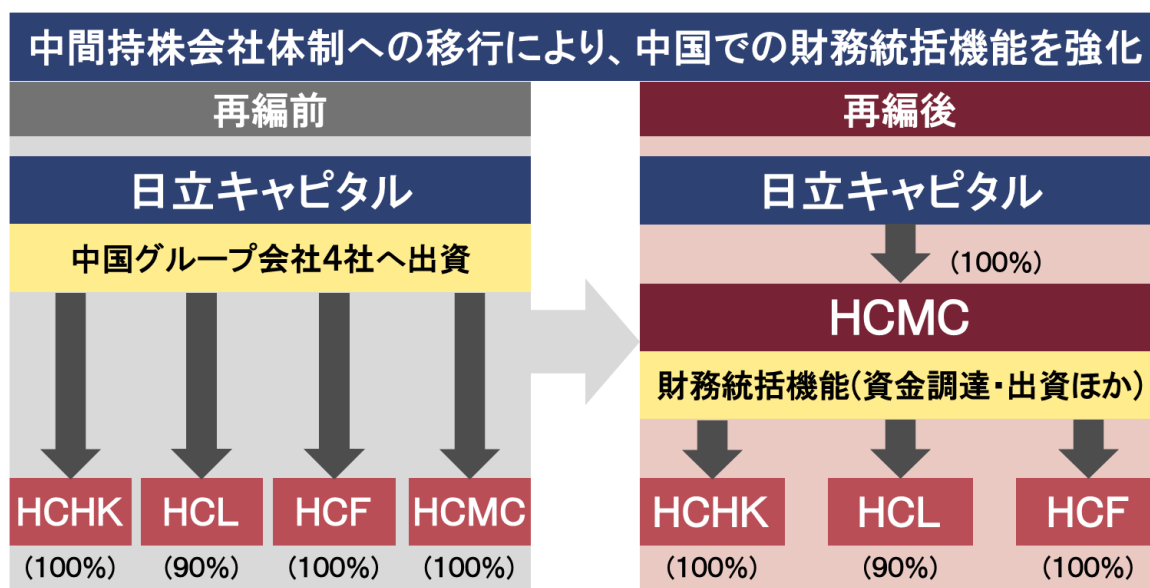 中間持株会社体制への移行により、中国での財務統括機能を強化
再編前
日立キャピタル
中国グループ会社4社へ出資
HCHK HCL HCF HCMC
(100%) (90%) (100%) (100%)
再編後
日立キャピタル
(100%)
HCMC
財務統括機能(資金調達・出資ほか)
HCHK HCL HCF
(100%) (90%) (100%)